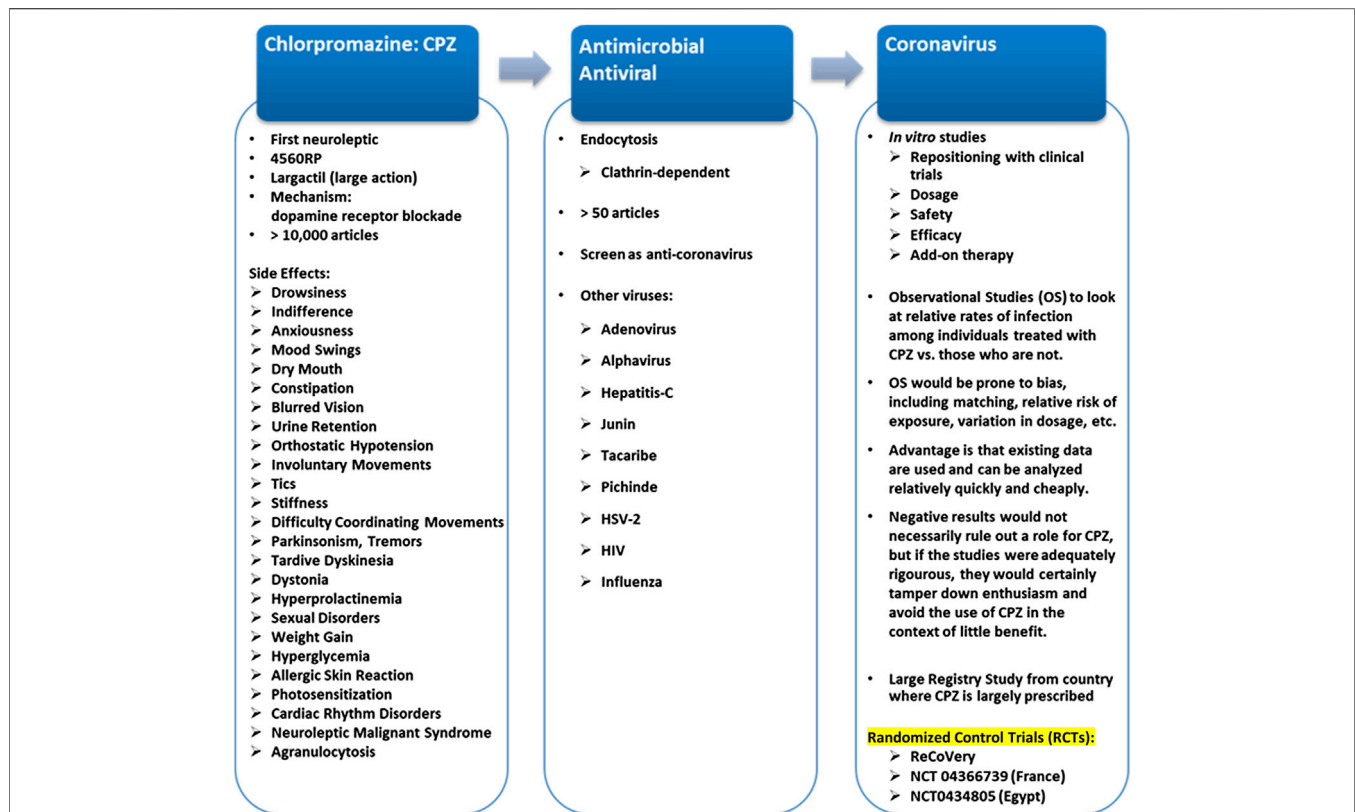 Chlorpromazine: CPZ
• First neuroleptic
• 4560RP
• Largactil (large action)
• Mechanism:
dopamine receptor blockade
• > 10,000 articles
Side Effects:
➢ Drowsiness
➢ Indifference
➢ Anxiousness
➢ Mood Swings
➢ Dry Mouth
➢ Constipation
➢ Blurred Vision
➢ Urine Retention
➢ Orthostatic Hypotension
➢ Involuntary Movements
➢ Tics
➢ Stiffness
➢ Difficulty Coordinating Movements
➢ Parkinsonism, Tremors
➢ Tardive Dyskinesia
➢ Dystonia
➢ Hyperprolactinemia
➢ Sexual Disorders
➢ Weight Gain
➢ Hyperglycemia
➢ Allergic Skin Reaction
➢ Photosensitization
➢ Cardiac Rhythm Disorders
➢ Neuroleptic Malignant Syndrome
➢ Agranulocytosis
Antimicrobial
Antiviral
• Endocytosis
➢ Clathrin-dependent
• > 50 articles
• Screen as anti-coronavirus
• Other viruses:
➢ Adenovirus
➢ Alphavirus
➢ Hepatitis-C
➢ Junin
➢ Tacaribe
➢ Pichinde
➢ HSV-2
➢ HIV
➢ Influenza
Coronavirus
• In vitro studies
➢ Repositioning with clinical
trials
➢ Dosage
➢ Safety
➢ Efficacy
➢ Add-on therapy
• Observational Studies (OS) to look
at relative rates of infection
among individuals treated with
CPZ vs. those who are not.
• OS would be prone to bias,
including matching, relative risk of
exposure, variation in dosage, etc.
• Advantage is that existing data
are used and can be analyzed
relatively quickly and cheaply.
• Negative results would not
necessarily rule out a role for CPZ,
but if the studies were adequately
rigourous, they would certainly
tamper down enthusiasm and
avoid the use of CPZ in the
context of little benefit.
• Large Registry Study from country
where CPZ is largely prescribed
Randomized Control Trials (RCTs):
➢ ReCoVery
➢ NCT 04366739 (France)
➢ NCT0434805 (Egypt)